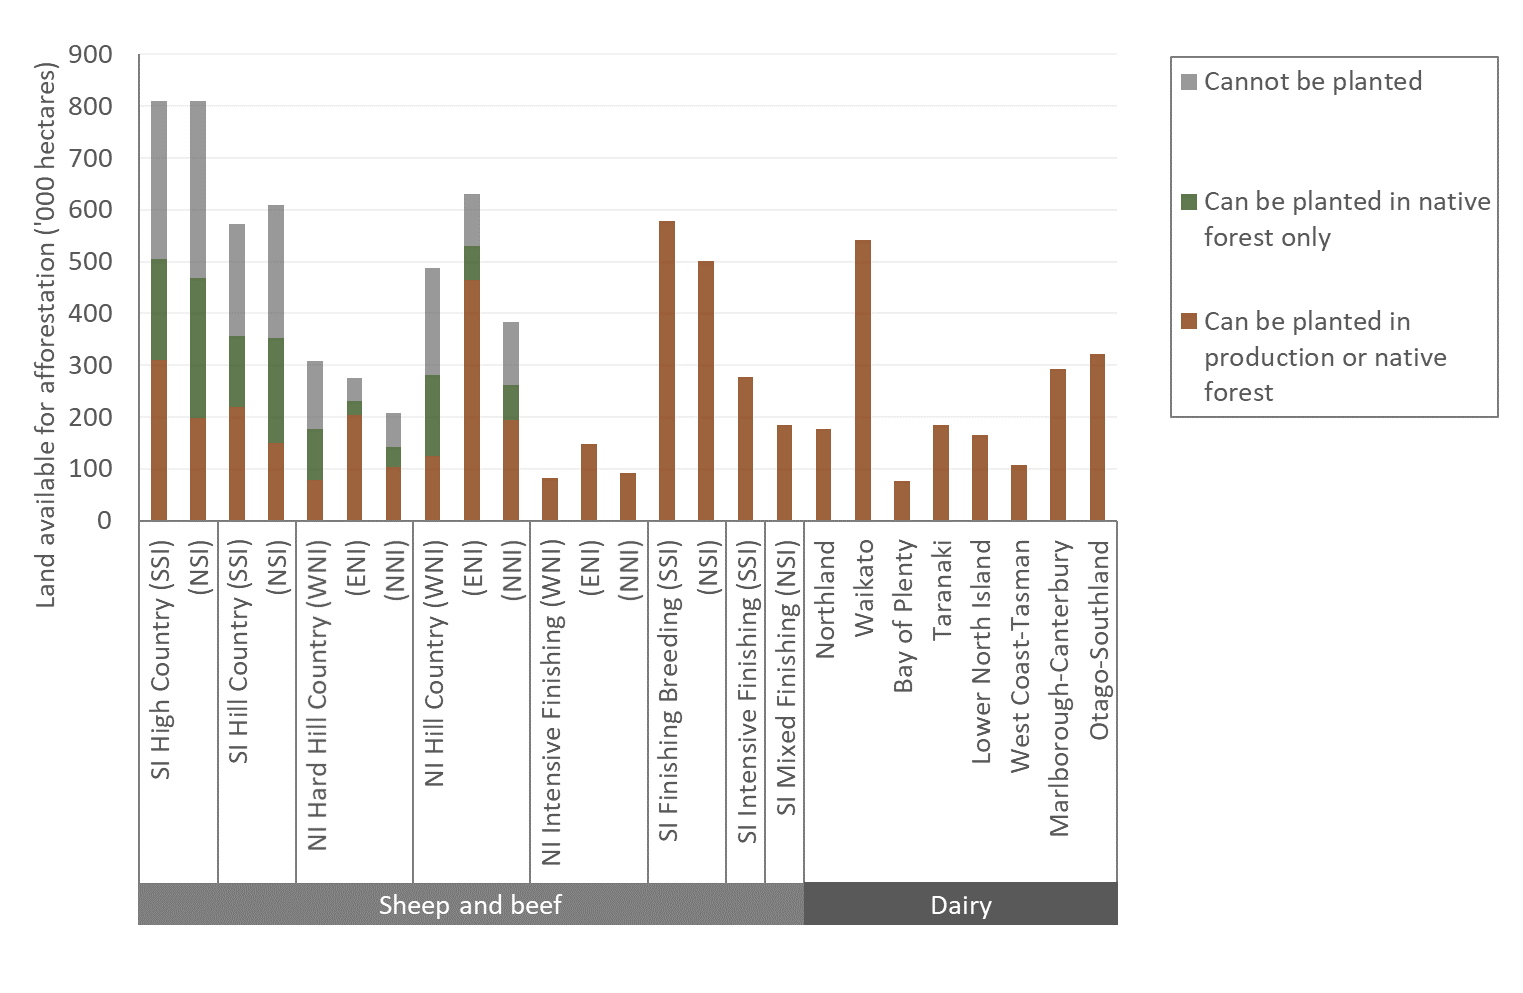 Land available for afforestation ('000 hectares)
900
800
700
600
500
400
300
200
100
0
SI High Country (SSI)
(NSI)
SI Hill Country (SSI)
(NSI)
NI Hard Hill Country (WNI)
(ENI)
(NNI)
NI Hill Country (WNI)
(ENI)
(NNI)
NI Intensive Finishing (WNI)
(ENI)
(NNI)
SI Finishing Breeding (SSI)
(NSI)
SI Intensive Finishing (SSI)
SI Mixed Finishing (NSI)
Northland
Waikato
Bay of Plenty
Taranaki
Lower North Island
West Coast-Tasman
Marlborough-Canterbury
Otago-Southland
Sheep and beef
Dairy
Cannot be planted
Can be planted in native
forest only
Can be planted in
production or native
forest